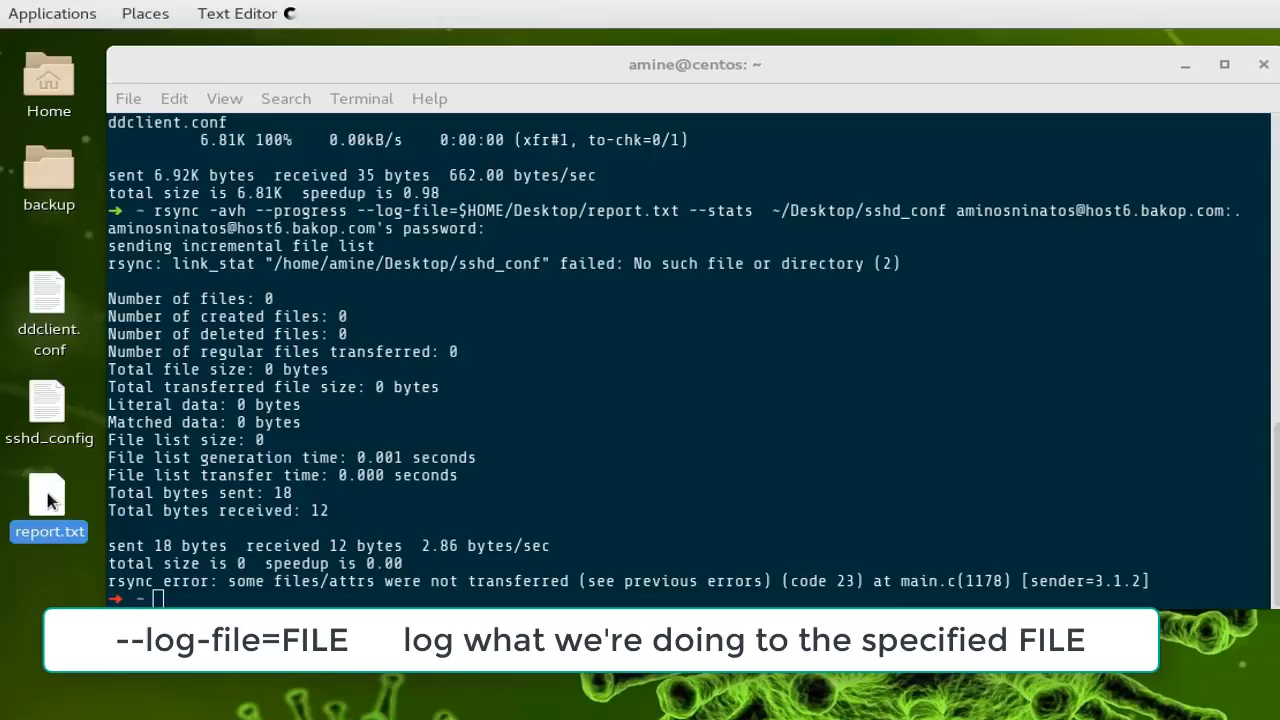 Applications Places Text Editor
amine@centos: ~
File Edit View Search Terminal Help
Home
backup
ddclient.
conf
sshd_config
report.txt
ddclient.conf
6.81K 100% 0.00kB/s 0:00:00 (xfr#1, to-chk=0/1)
sent 6.92K bytes received 35 bytes 662.00 bytes/sec
total size is 6.81K speedup is 0.98
➜ ~ rsync -avh --progress --log-file=$HOME/Desktop/report.txt --stats ~/Desktop/sshd_conf aminosninatos@host6.bakop.com:.
aminosninatos@host6.bakop.com's password:
sending incremental file list
rsync: link_stat "/home/amine/Desktop/sshd_conf" failed: No such file or directory (2)
Number of files: 0
Number of created files: 0
Number of deleted files: 0
Number of regular files transferred: 0
Total file size: 0 bytes
Total transferred file size: 0 bytes
Literal data: 0 bytes
Matched data: 0 bytes
File list size: 0
File list generation time: 0.001 seconds
File list transfer time: 0.000 seconds
Total bytes sent: 18
Total bytes received: 12
sent 18 bytes received 12 bytes 2.86 bytes/sec
total size is 0 speedup is 0.00
rsync error: some files/attrs were not transferred (see previous errors) (code 23) at main.c(1178) [sender=3.1.2]
➜ ~
--log-file=FILE log what we're doing to the specified FILE